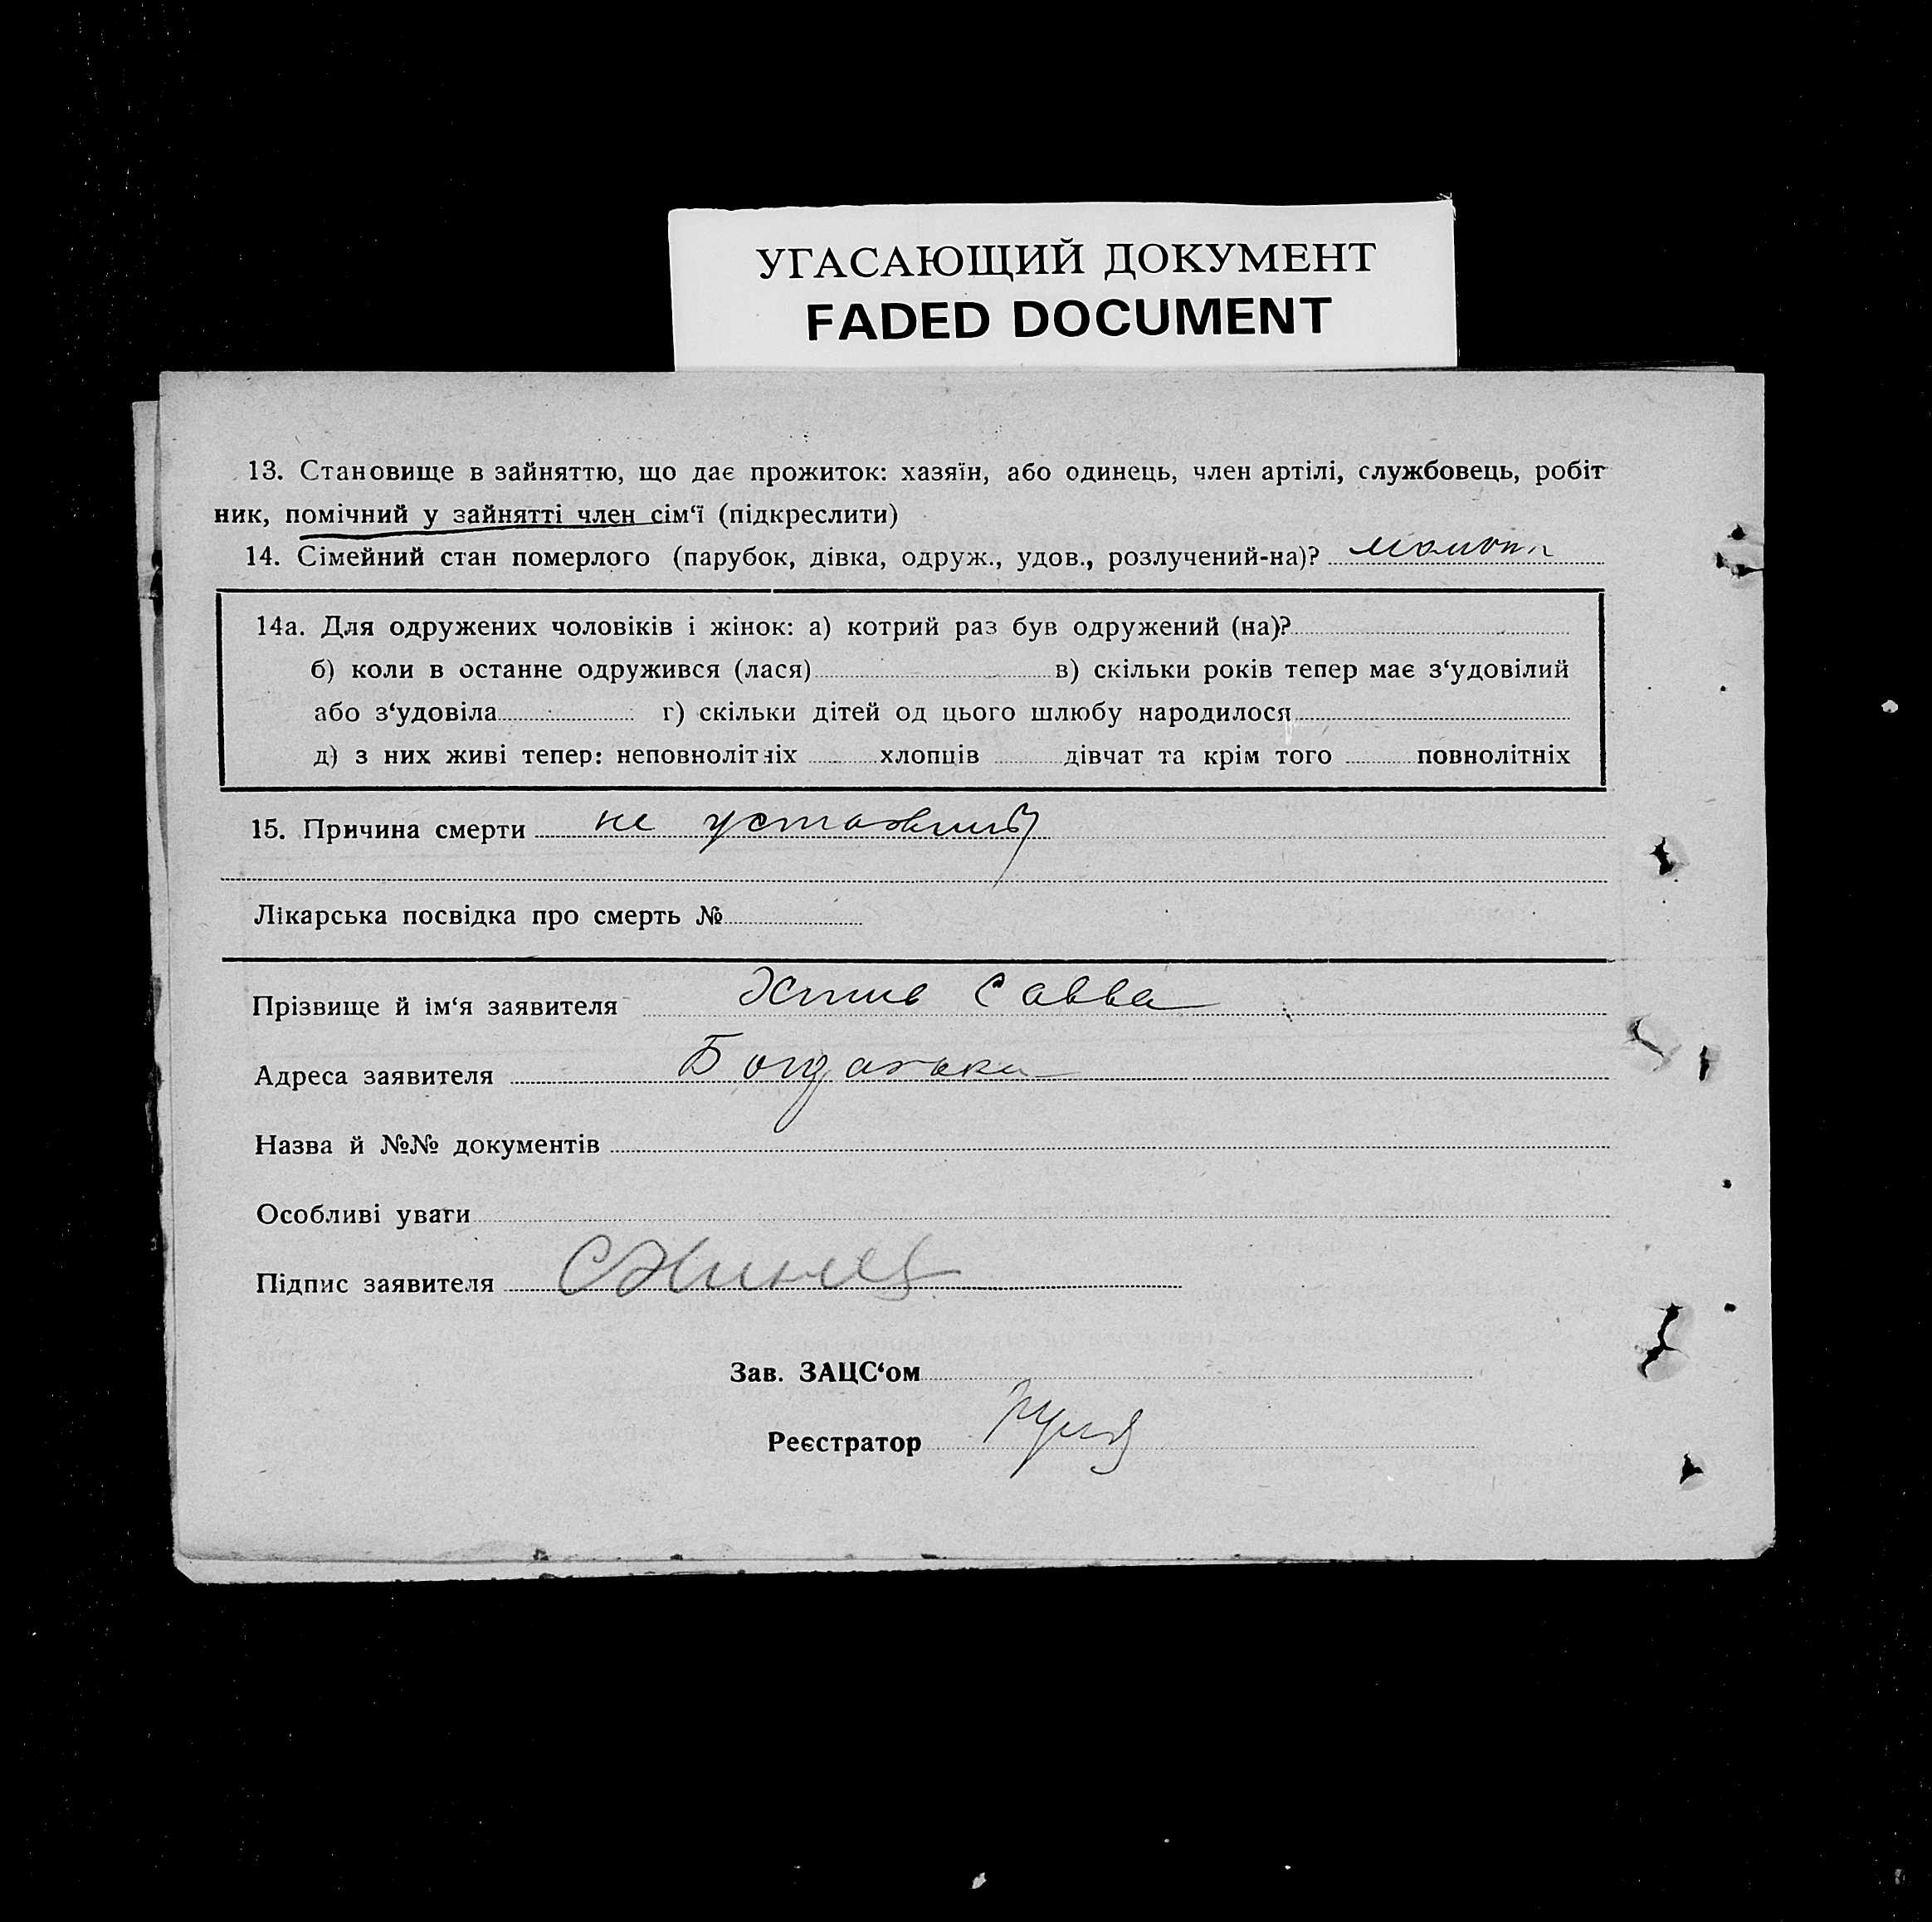 УГАСАЮЩИЙ ДОКУМЕНТ
FADED DOCUMENT
13. Становище в зайняттю, що дає прожиток: хазяїн, або одинець, член артілі, службовець, робіт
ник, помічний у зайнятті член сім‘ї (підкреслити)
14. Сімейний стан померлого (парубок, дівка, одруж., удов., розлучений-на)?
14а. Для одружених чоловіків і жінок: а) котрий раз був одружений (на)?
б) коли в останнє одружився (лася) в) скільки років тепер має з‘удовілий
або з‘удовіла г) скільки дітей од цього шлюбу народилося
д) з них живі тепер: неповнолітніх хлопців дівчат та крім того повнолітніх
15. Причина смерти не
Лікарська посвідка про смерть №
Прізвище й ім‘я заявителя Савва
Адреса заявителя
Назва й №№ документів
Особливі уваги
Підпис заявителя
Зав. ЗАЦС‘ом
Реєстратор